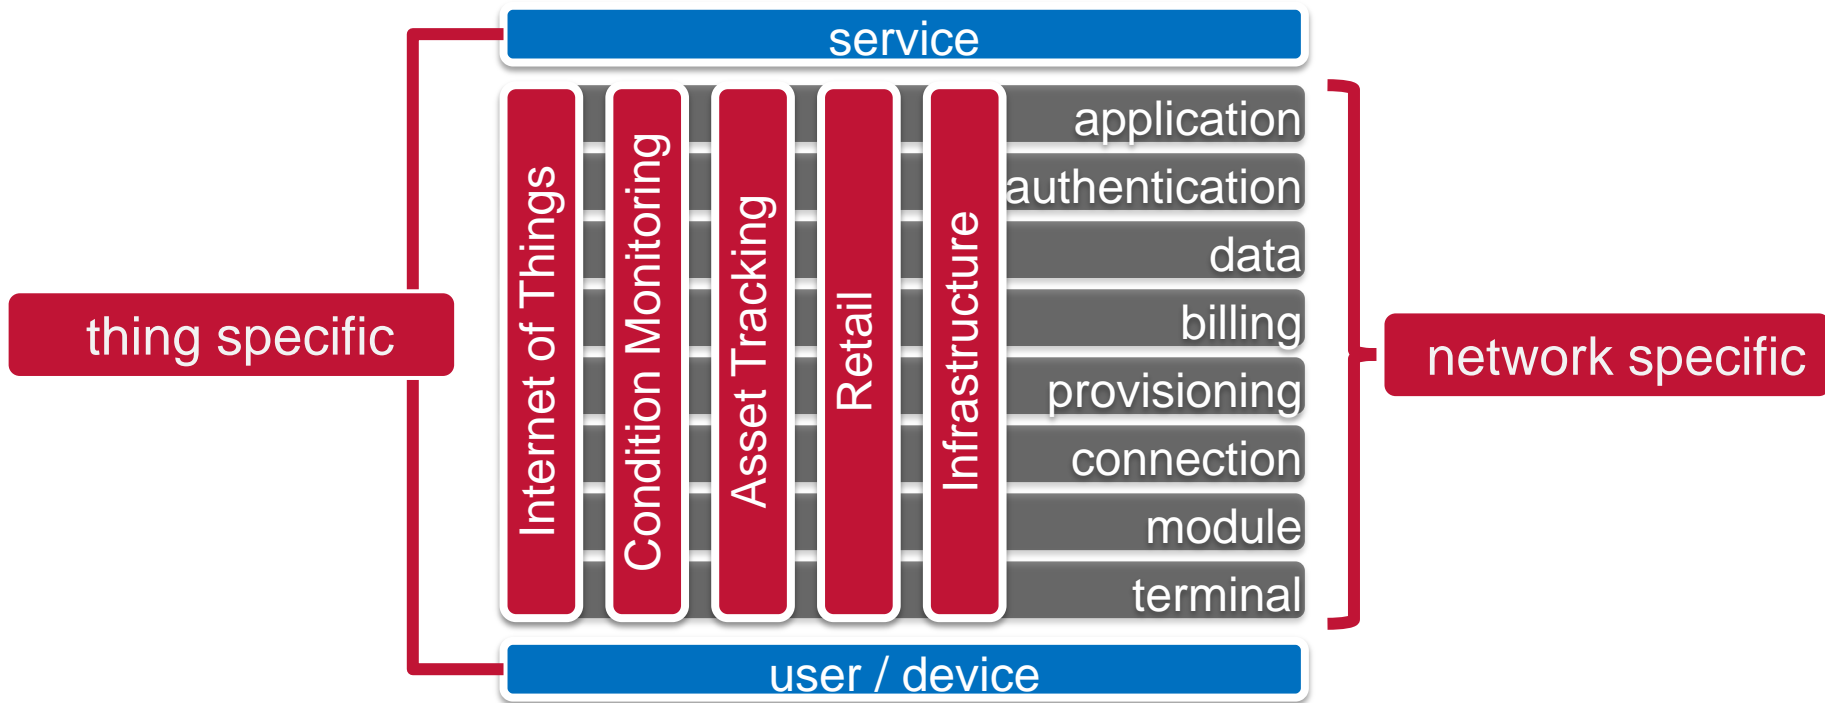 service
application
authentication
data
billing
provisioning
connection
module
terminal
Internet of Things
Condition Monitoring
Asset Tracking
Retail
Infrastructure
thing specific
network specific
user / device